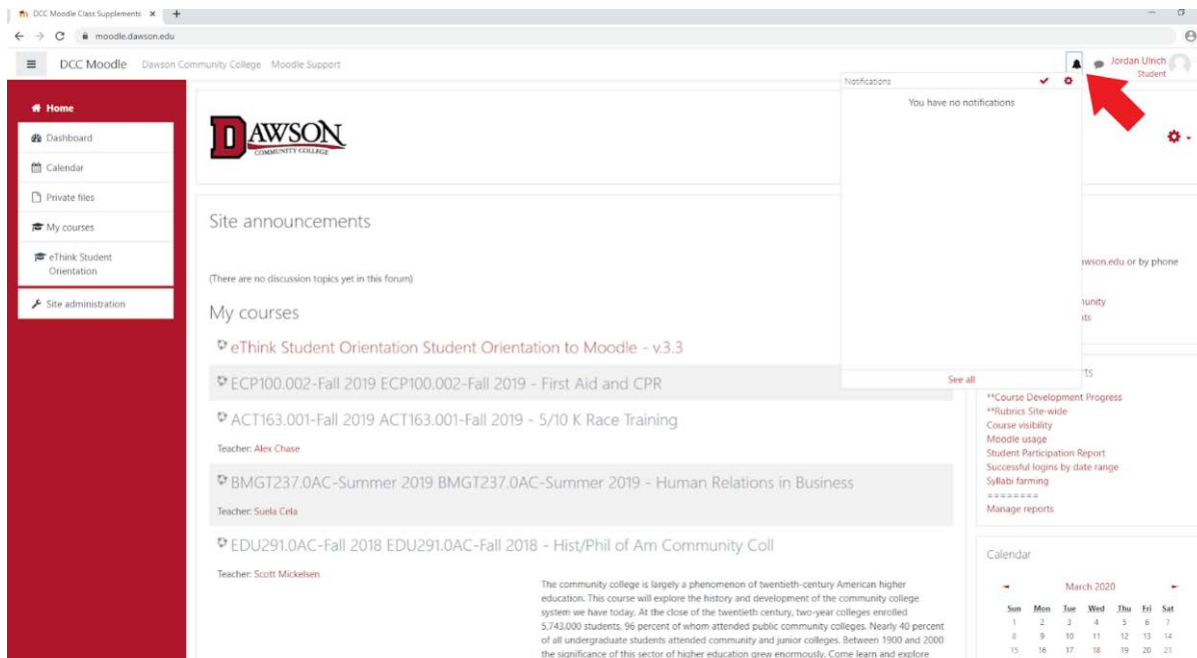 DCC Moodle Class Supplements
moodle.dawson.edu
DCC Moodle Dawson Community College Moodle Support
Jordan Ulrich
Student
Notifications
You have no notifications
See all
Home
Dashboard
Calendar
Private files
My courses
eThink Student
Orientation
Site administration
DAWSON
COMMUNITY COLLEGE
Site announcements
(There are no discussion topics yet in this forum)
My courses
eThink Student Orientation Student Orientation to Moodle - v.3.3
ECP100.002-Fall 2019 ECP100.002-Fall 2019 - First Aid and CPR
ACT163.001-Fall 2019 ACT163.001-Fall 2019 - 5/10 K Race Training
Teacher: Alex Chase
BMGT237.0AC-Summer 2019 BMGT237.0AC-Summer 2019 - Human Relations in Business
Teacher: Suela Cela
EDU291.0AC-Fall 2018 EDU291.0AC-Fall 2018 - Hist/Phil of Am Community Coll
Teacher: Scott Mickelsen
The community college is largely a phenomenon of twentieth-century American higher
education. This course will explore the history and development of the community college
system we have today. At the close of the twentieth century, two-year colleges enrolled
5,743,000 students, 96 percent of whom attended public community colleges. Nearly 40 percent
of all undergraduate students attended community and junior colleges. Between 1900 and 2000
the significance of this sector of higher education grew enormously. Come learn and explore
.edu or by phone
**Course Development Progress
**Rubrics Site-wide
Course visibility
Moodle usage
Student Participation Report
Successful logins by date range
Syllabi farming
========
Manage reports
Calendar
March 2020
Sun Mon Tue Wed Thu Fri Sat
1 2 3 4 5 6 7
8 9 10 11 12 13 14
15 16 17 18 19 20 21